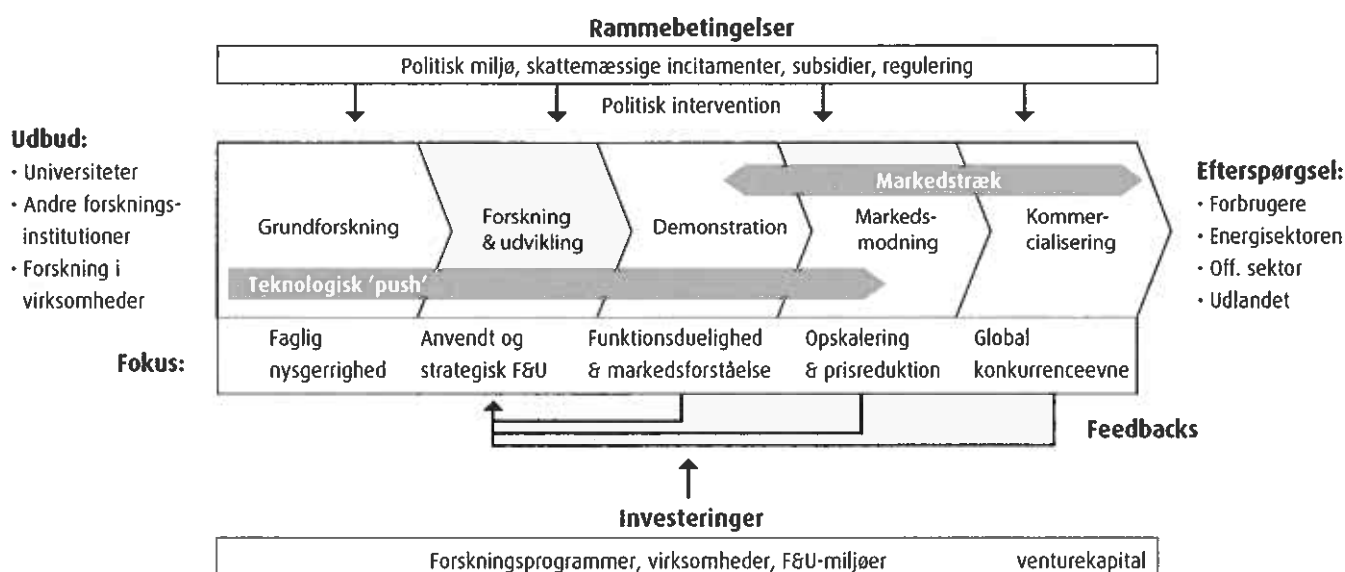 Rammebetingelser
Politisk miljø, skattemæssige incitamenter, subsidier, regulering
Politisk intervention
Udbud:
• Universiteter
• Andre forsknings-
institutioner
• Forskning i
virksomheder
Grundforskning
Forskning
& udvikling
Demonstration
Markeds-
modning
Kommer-
cialisering
Markedstræk
Teknologisk 'push'
Efterspørgsel:
• Forbrugere
• Energisektoren
• Off. sektor
• Udlandet
Fokus:
Faglig
nysgerrighed
Anvendt og
strategisk F&U
Funktionsduelighed
& markedsforståelse
Opskalering
& prisreduktion
Global
konkurrenceevne
Feedbacks
Investeringer
Forskningsprogrammer, virksomheder, F&U-miljøer venturekapital